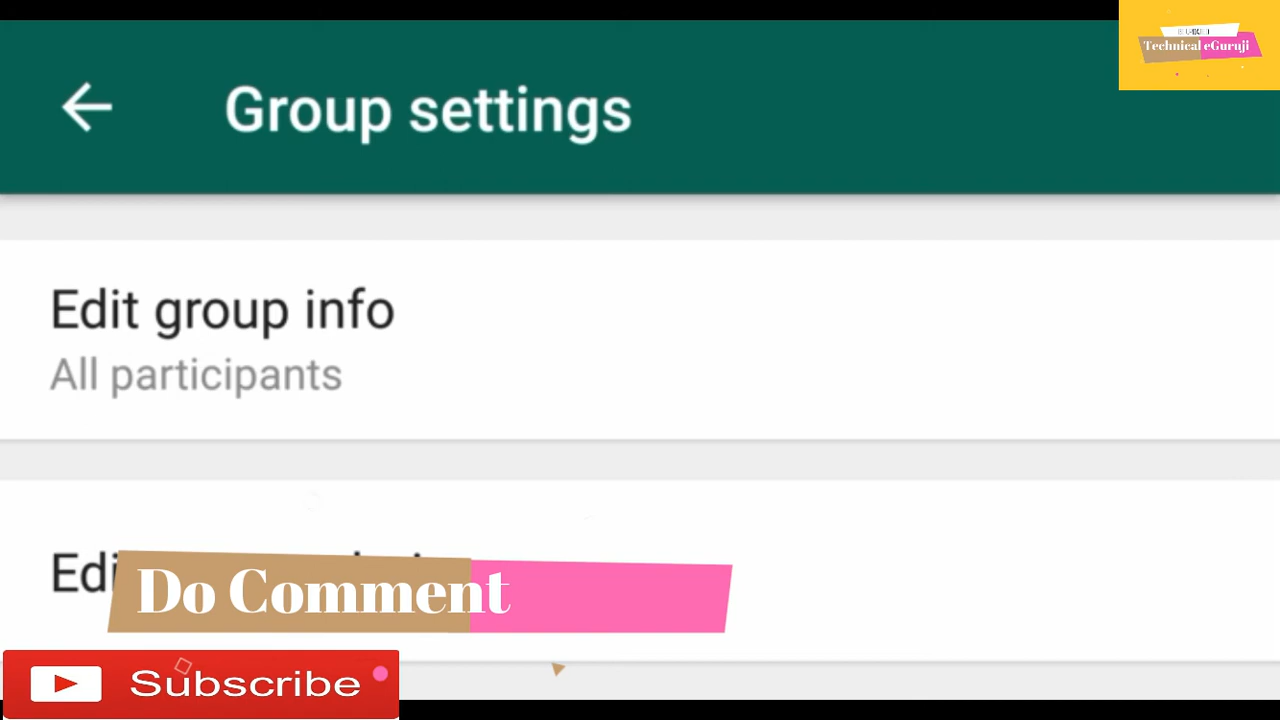 Technical eGuruji
Group settings
Edit group info
All participants
Do Comment
Subscribe